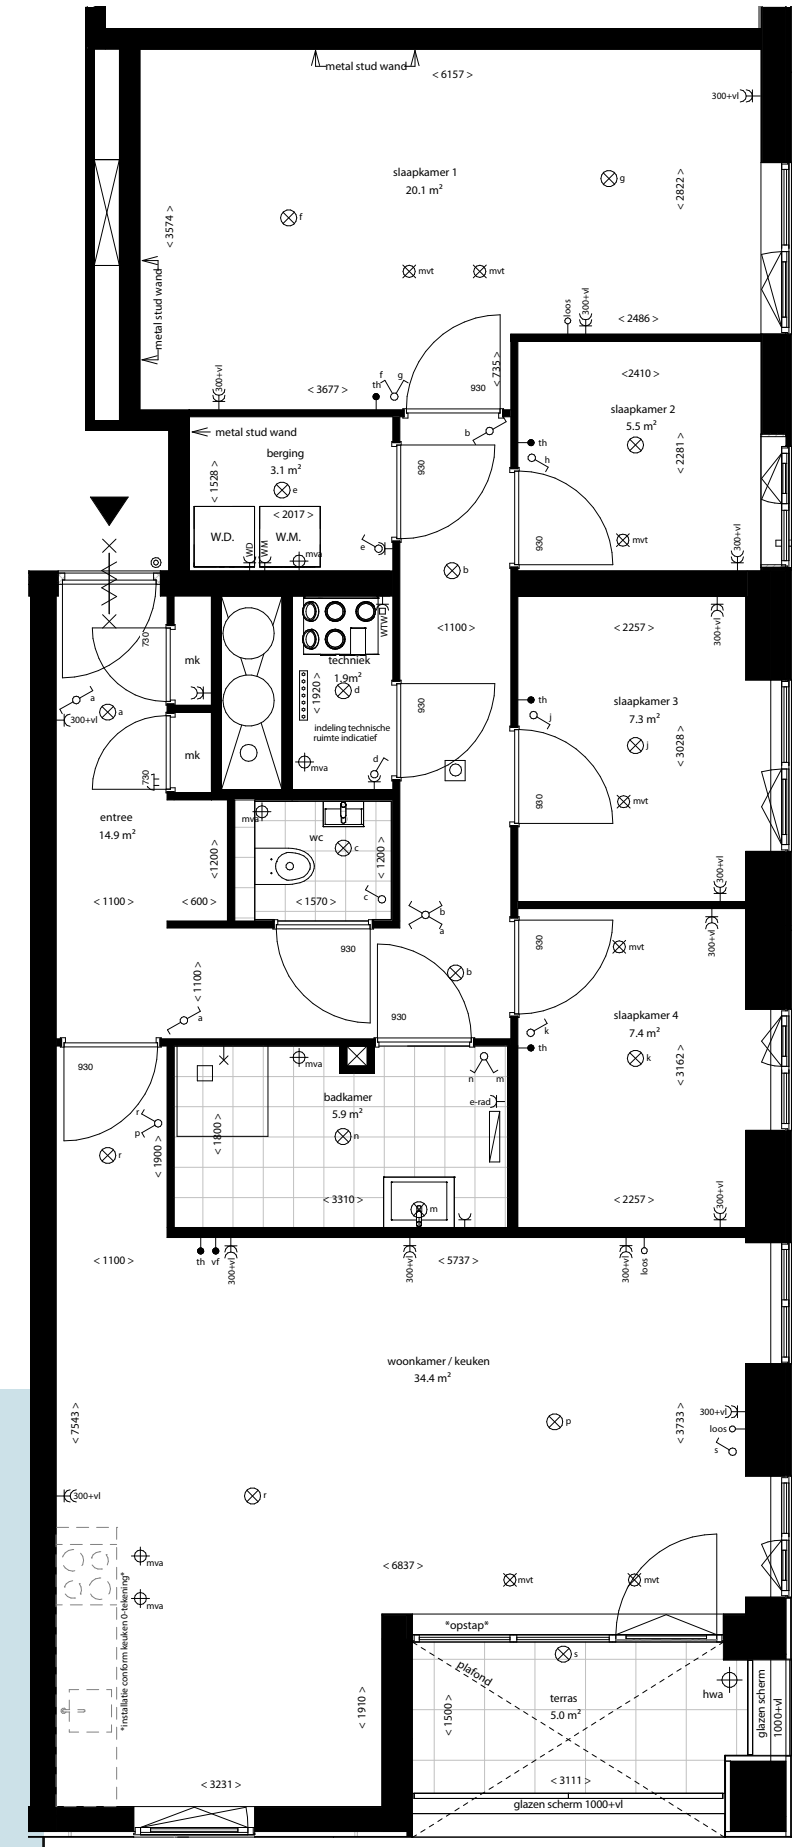 metal stud wand
< 6157 >
300+vl
slaapkamer 1
20.1 m²
g
f
< 2822 >
< 3574 >
mvt
mvt
metal stud wand
loos
300+vl
< 2486 >
300+vl
< 3677 >
f
g
th
930
< 735 >
<2410 >
slaapkamer 2
5.5 m²
metal stud wand
b
th
h
< 2281 >
berging
3.1 m²
< 1528 >
930
e
< 2017 >
W.D.
W.M.
WD
WM
mva
e
930
mvt
300+vl
b
730
mk
WTWD
<1100 >
< 2257 >
300+vl
techniek
1.9m²
d
< 1920 >
930
th
j
slaapkamer 3
7.3 m²
j
< 3028 >
a
300+vl
a
indeling technische
ruimte indicatief
mk
730
mva
d
930
mvt
entree
14.9 m²
mva
wc
c
< 1200 >
<1200 >
300+vl
< 1100 >
< 600 >
< 1570 >
c
b
a
300+vl
930
930
mvt
< 1100 >
b
a
930
k
th
slaapkamer 4
7.4 m²
k
< 3162 >
930
mva
n
m
badkamer
5.9 m²
e-rad
r
p
< 1800 >
n
r
< 1900 >
< 3310 >
m
< 2257 >
300+vl
< 1100 >
th
vf
300+vl
300+vl
< 5737 >
300+vl
loos
woonkamer / keuken
34.4 m²
< 7543 >
p
< 3733 >
300+vl
loos
s
300+vl
r
mva
mva
< 6837 >
mvt
mvt
*installatie conform keuken 0-tekening*
*opstap*
s
plafond
hwa
terras
5.0 m²
< 1910 >
< 1500 >
glazen scherm
1000+vl
< 3231 >
< 3111 >
glazen scherm 1000+vl